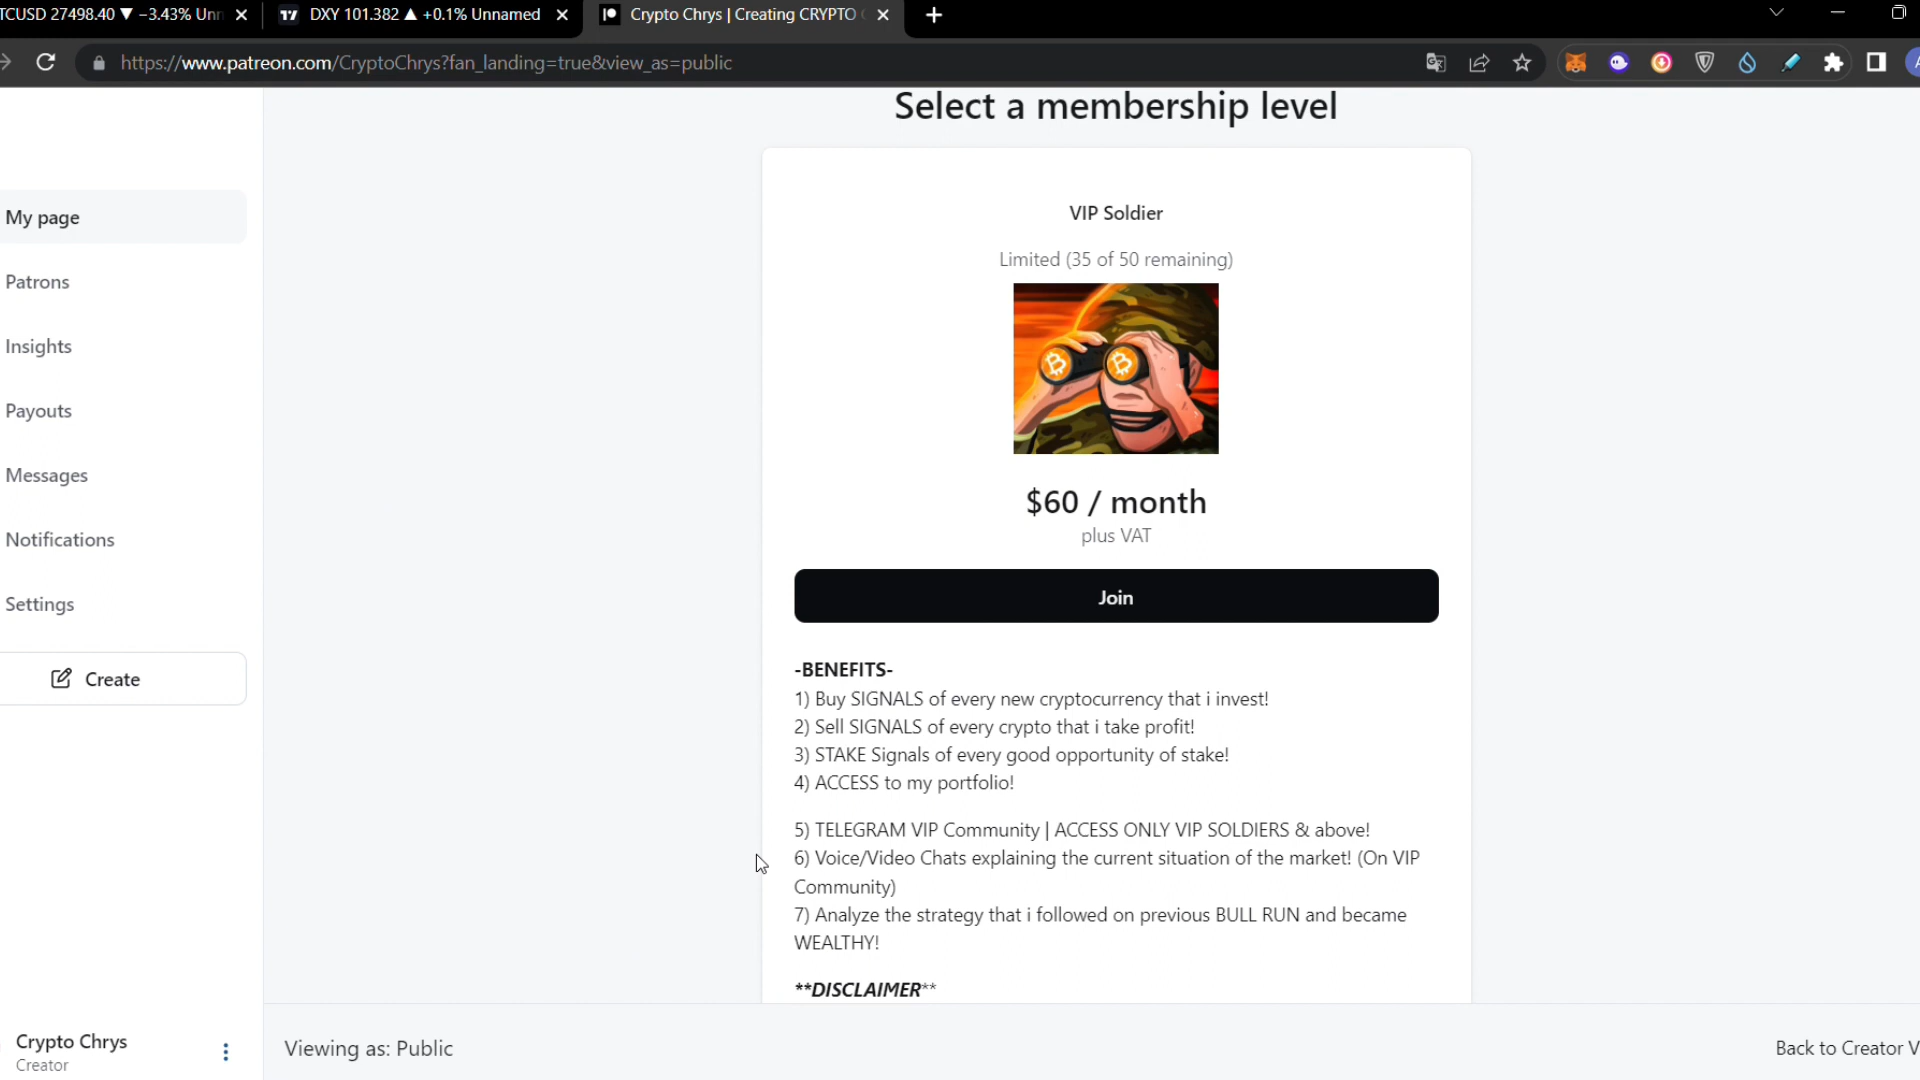 TCUSD 27498.40 ▼ −3.43% Unn
DXY 101.382 ▲ +0.1% Unnamed
Crypto Chrys | Creating CRYPTO
https://www.patreon.com/CryptoChrys?fan_landing=true&view_as=public
Select a membership level
My page
Patrons
Insights
Payouts
Messages
Notifications
Settings
Create
VIP Soldier
Limited (35 of 50 remaining)
$60 / month
plus VAT
Join
-BENEFITS-
1) Buy SIGNALS of every new cryptocurrency that i invest!
2) Sell SIGNALS of every crypto that i take profit!
3) STAKE Signals of every good opportunity of stake!
4) ACCESS to my portfolio!
5) TELEGRAM VIP Community | ACCESS ONLY VIP SOLDIERS & above!
6) Voice/Video Chats explaining the current situation of the market! (On VIP
Community)
7) Analyze the strategy that i followed on previous BULL RUN and became
WEALTHY!
**DISCLAIMER**
Crypto Chrys
Creator
Viewing as: Public
Back to Creator V